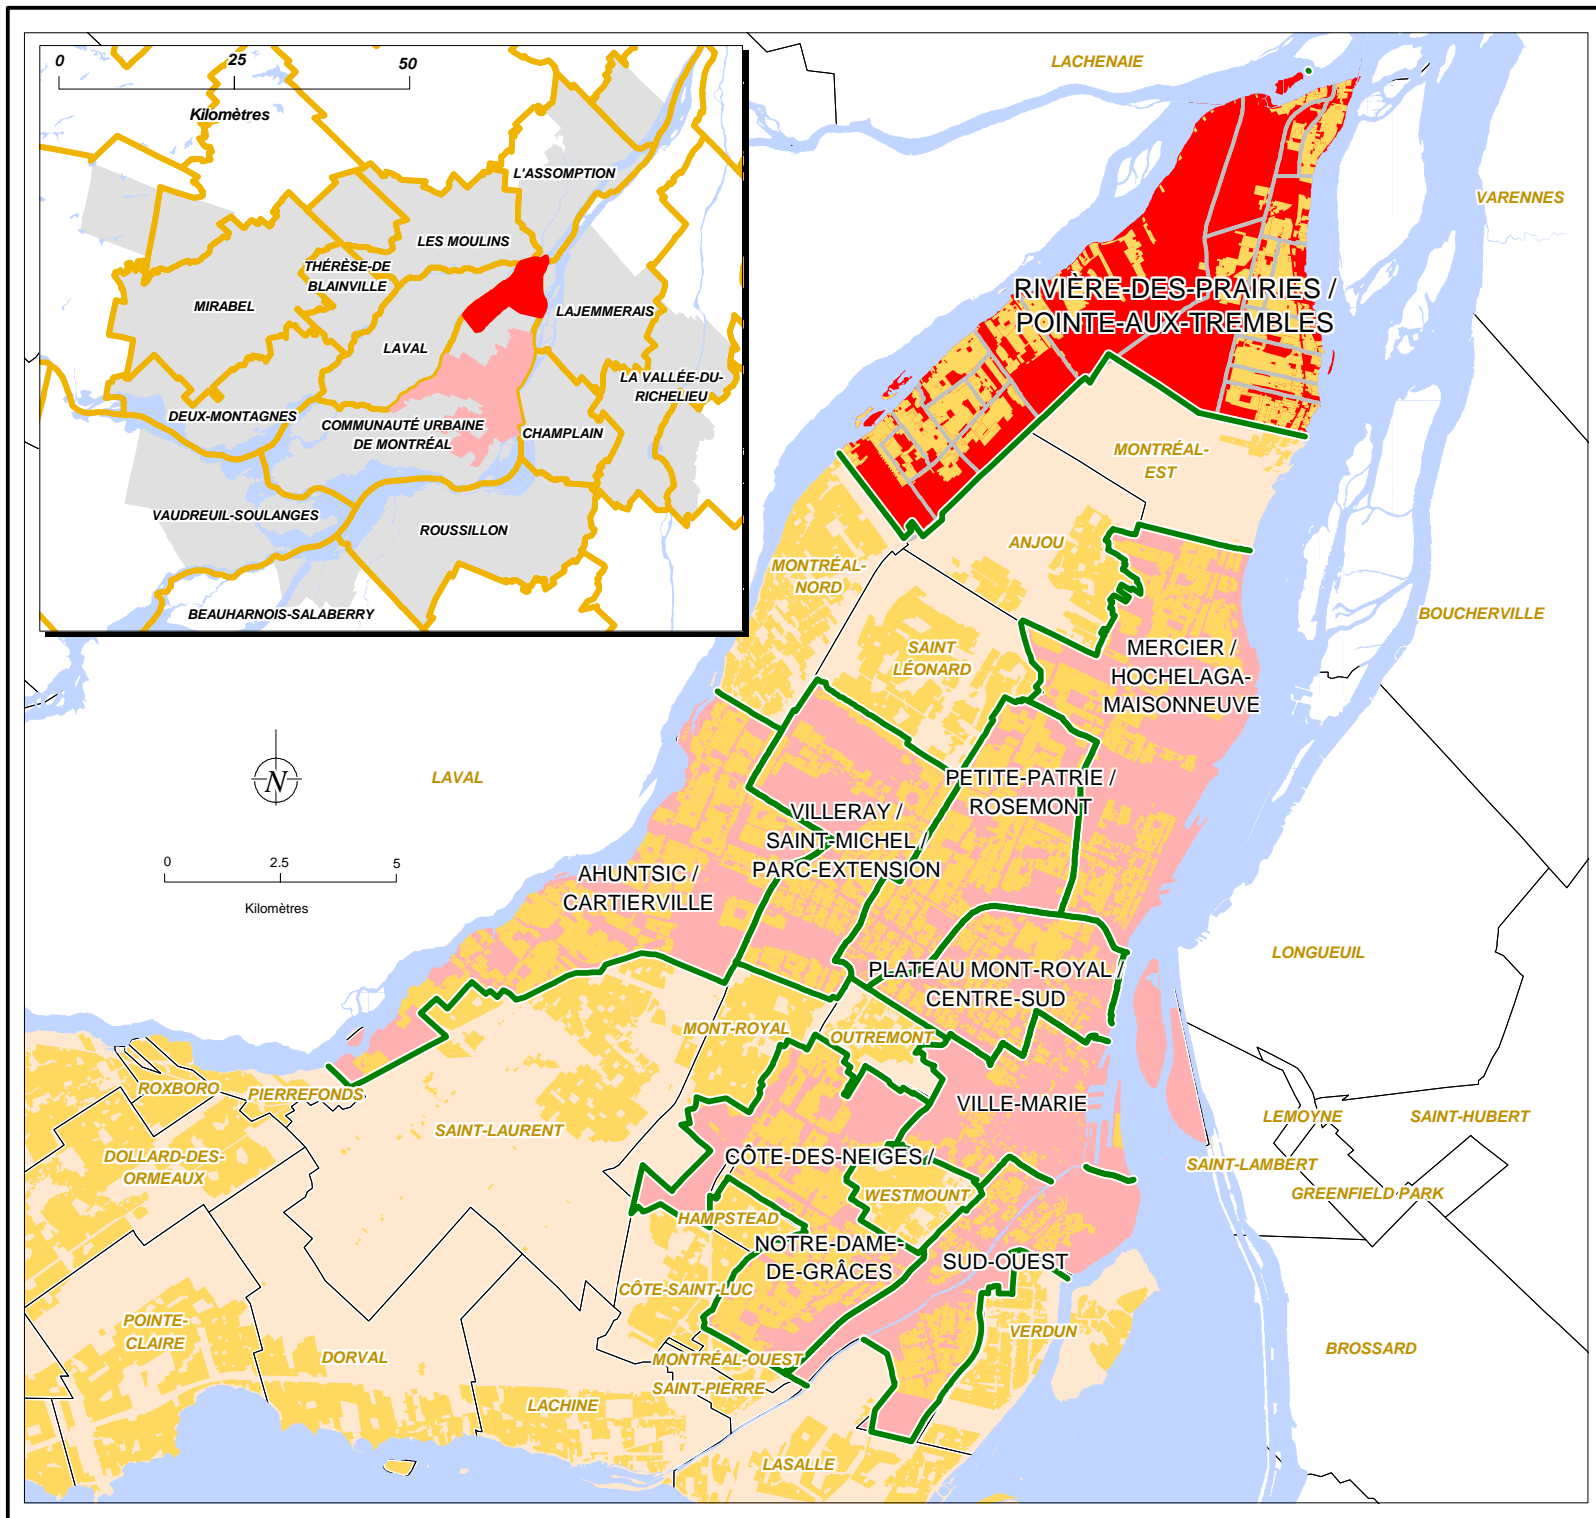 0 25 50
Kilomètres
L'ASSOMPTION
LES MOULINS
THÉRÈSE-DE
BLAINVILLE
MIRABEL
LAJEMMERAIS
LAVAL
LA VALLÉE-DU-
RICHELIEU
DEUX-MONTAGNES
COMMUNAUTÉ URBAINE
DE MONTRÉAL
CHAMPLAIN
VAUDREUIL-SOULANGES
ROUSSILLON
BEAUHARNOIS-SALABERRY
LACHENAIE
VARENNES
RIVIÈRE-DES-PRAIRIES /
POINTE-AUX-TREMBLES
MONTRÉAL-
EST
ANJOU
MONTRÉAL-
NORD
BOUCHERVILLE
SAINT
LÉONARD
MERCIER /
HOCHELAGA-
MAISONNEUVE
N
LAVAL
PETITE-PATRIE /
ROSEMONT
VILLERAY /
SAINT-MICHEL /
PARC-EXTENSION
0 2.5 5
Kilomètres
AHUNTSIC /
CARTIERVILLE
LONGUEUIL
PLATEAU MONT-ROYAL /
CENTRE-SUD
MONT-ROYAL
OUTREMONT
ROXBORO
PIERREFONDS
VILLE-MARIE
LEMOYNE
SAINT-HUBERT
SAINT-LAURENT
DOLLARD-DES-
ORMEAUX
CÔTE-DES-NEIGES /
SAINT-LAMBERT
GREENFIELD PARK
WESTMOUNT
HAMPSTEAD
NOTRE-DAME-
DE-GRÂCES
SUD-OUEST
CÔTE-SAINT-LUC
POINTE-
CLAIRE
VERDUN
DORVAL
BROSSARD
MONTRÉAL-OUEST
SAINT-PIERRE
LACHINE
LASALLE